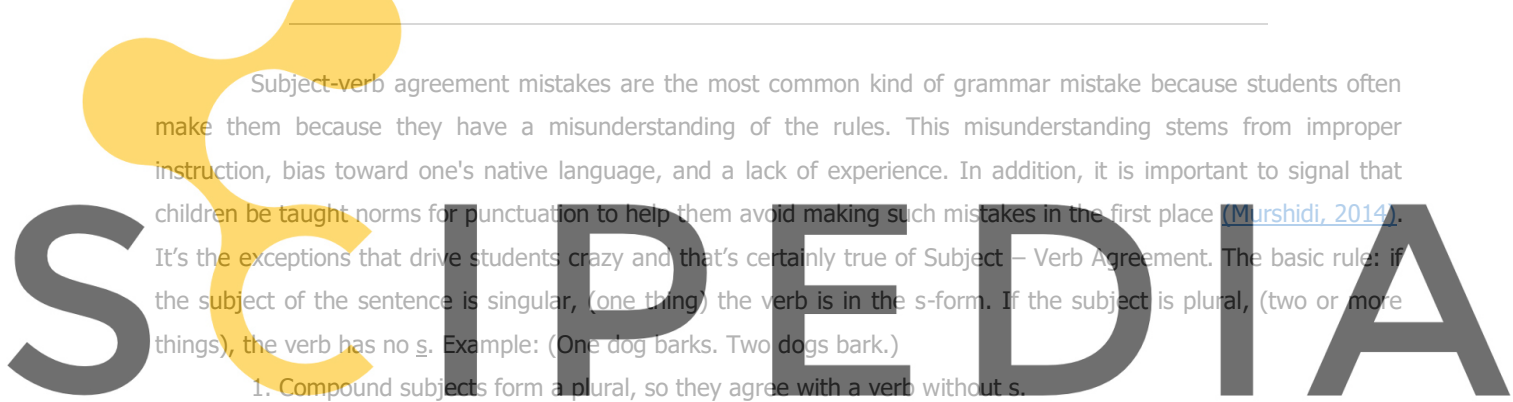 Subject-verb agreement mistakes are the most common kind of grammar mistake because students often
make them because they have a misunderstanding of the rules. This misunderstanding stems from improper
instruction, bias toward one's native language, and a lack of experience. In addition, it is important to signal that
children be taught norms for punctuation to help them avoid making such mistakes in the first place (Murshidi, 2014).
It's the exceptions that drive students crazy and that's certainly true of Subject – Verb Agreement. The basic rule: if
the subject of the sentence is singular, (one thing) the verb is in the s-form. If the subject is plural, (two or more
things), the verb has no s. Example: (One dog barks. Two dogs bark.)
1. Compound subjects form a plural, so they agree with a verb without s.
SCIPEDIA